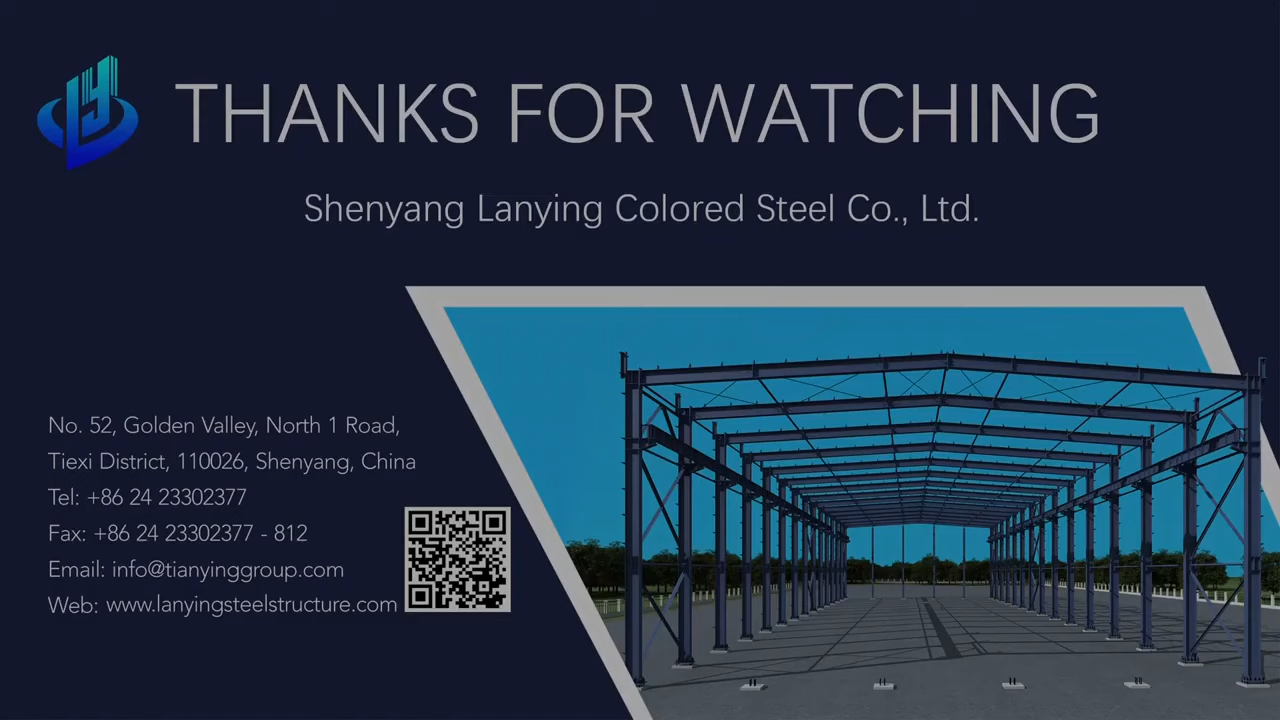 THANKS FOR WATCHING
Shenyang Lanying Colored Steel Co., Ltd.
No. 52, Golden Valley, North 1 Road,
Tiexi District, 110026, Shenyang, China
Tel: +86 24 23302377
Fax: +86 24 23302377 - 812
Email: info@tianyinggroup.com
Web: www.lanyingsteelstructure.com